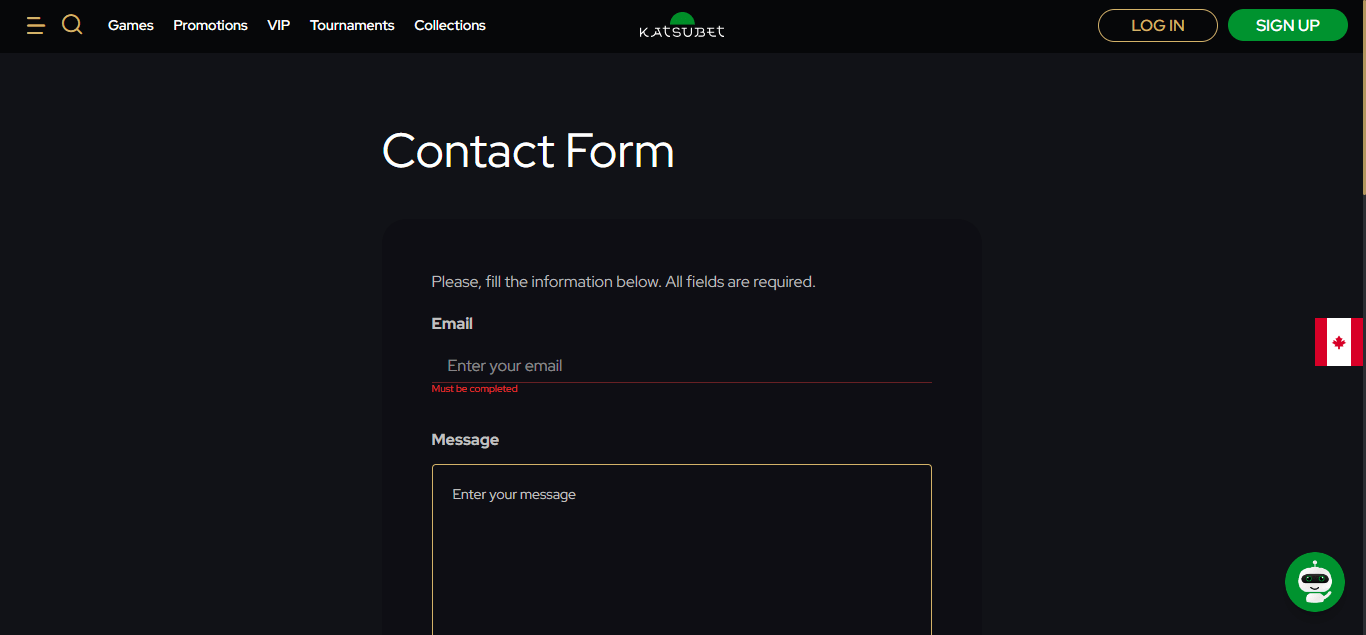 Games Promotions VIP Tournaments Collections KATSUBET LOG IN SIGN UP
Contact Form
Please, fill the information below. All fields are required.
Email
Enter your email
Must be completed
Message
Enter your message